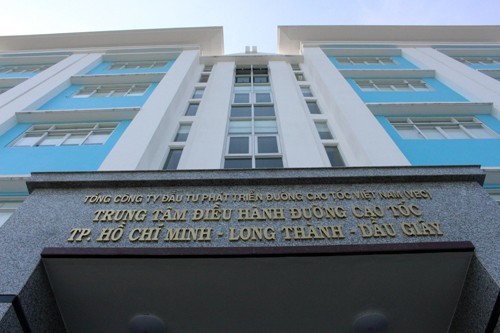 TỔNG CÔNG TY ĐẦU TƯ PHÁT TRIỂN ĐƯỜNG CAO TỐC VIỆT NAM (VEC)
TRUNG TÂM ĐIỀU HÀNH ĐƯỜNG CAO TỐC
TP. HỒ CHÍ MINH - LONG THÀNH - DẦU GIÂY